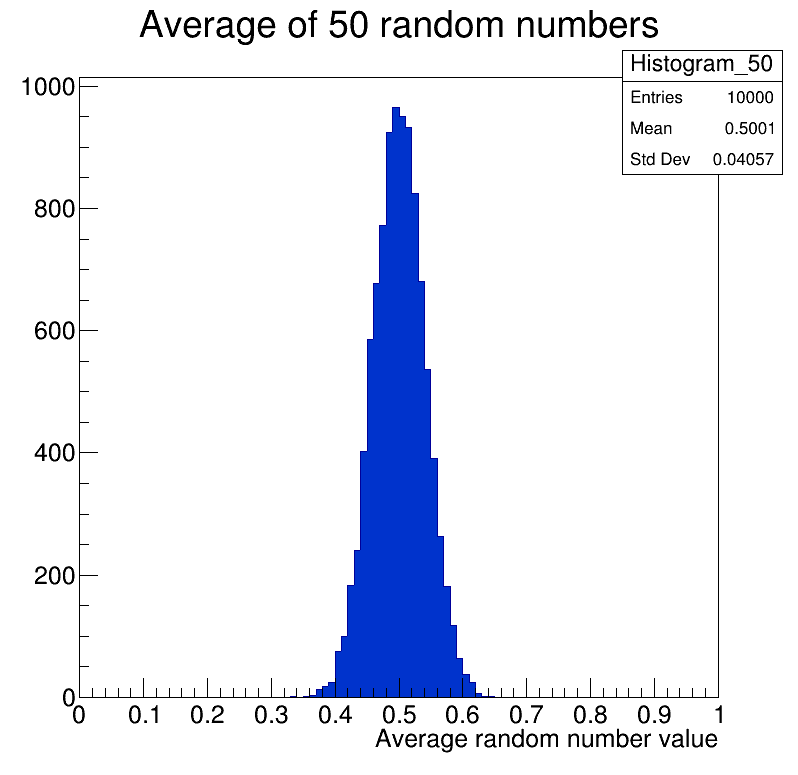 Average of 50 random numbers
Histogram_50
Entries 10000
Mean 0.5001
Std Dev 0.04057
1000
800
600
400
200
0
0 0.1 0.2 0.3 0.4 0.5 0.6 0.7 0.8 0.9 1
Average random number value